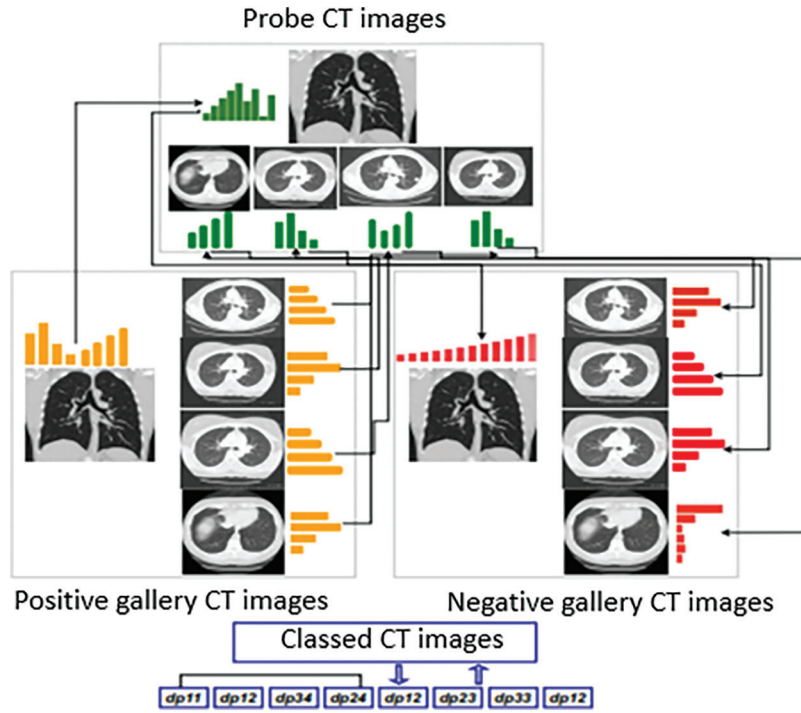 Probe CT images
Positive gallery CT images
Negative gallery CT images
Classed CT images
dp11 dp12 dp34 dp24 dp12 dp23 dp33 dp12